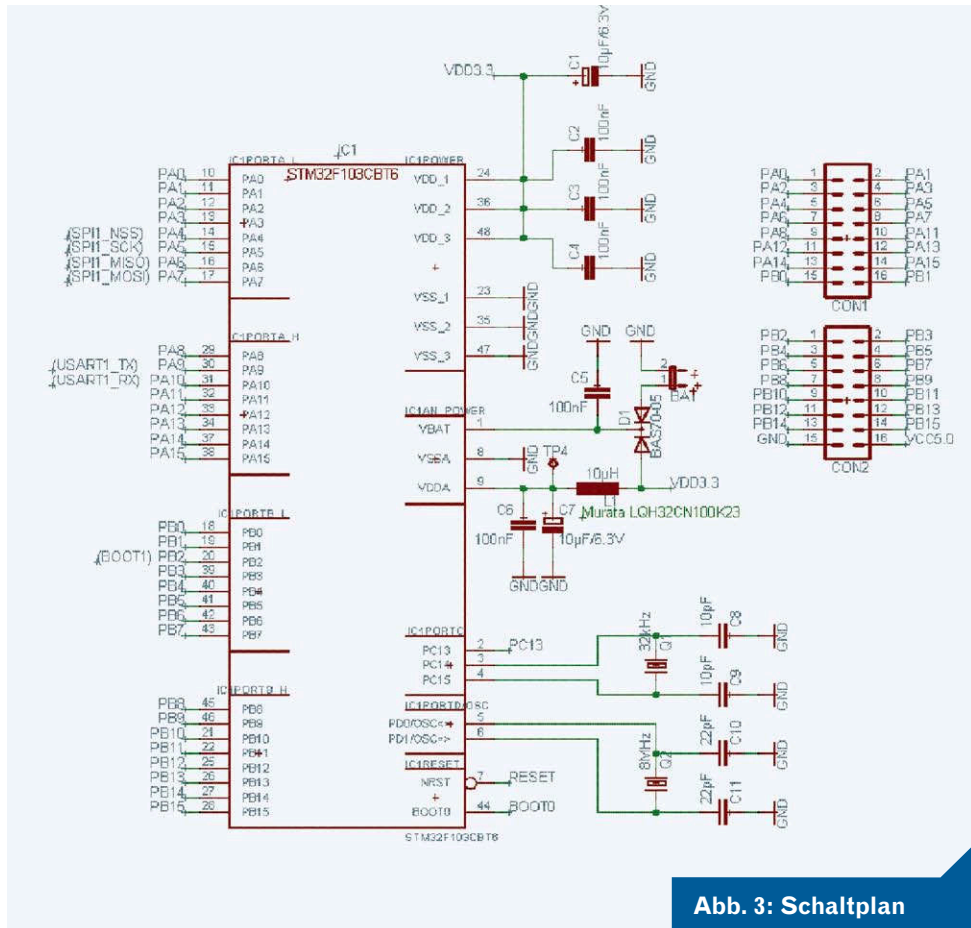 VDD3.3
C1
10µF/6.3V
GND
C2
100nF
GND
C3
100nF
GND
C4
100nF
GND
IC1
IC1PORTA_L
STM32F103CBT6
PA0 10 PA0
PA1 11 PA1
PA2 12 PA2
PA3 13 PA3
(SPI1_NSS) PA4 14 PA4
(SPI1_SCK) PA5 15 PA5
(SPI1_MISO) PA6 16 PA6
(SPI1_MOSI) PA7 17 PA7
IC1PORTA_H
PA8 29 PA8
(USART1_TX) PA9 30 PA9
(USART1_RX) PA10 31 PA10
PA11 32 PA11
PA12 33 PA12
PA13 34 PA13
PA14 37 PA14
PA15 38 PA15
IC1PORTB_L
PB0 18 PB0
PB1 19 PB1
(BOOT1) PB2 20 PB2
PB3 39 PB3
PB4 40 PB4
PB5 41 PB5
PB6 42 PB6
PB7 43 PB7
IC1PORTB_H
PB8 45 PB8
PB9 46 PB9
PB10 21 PB10
PB11 22 PB11
PB12 25 PB12
PB13 26 PB13
PB14 27 PB14
PB15 28 PB15
IC1POWER
VDD_1 24
VDD_2 36
VDD_3 48
VSS_1 23 GND
VSS_2 35 GND
VSS_3 47 GND
IC1AN_POWER
VBAT 1
VSSA 8 GND
VDDA 9
GND
C5
100nF
GND
2
1
BA1
D1
BAS70-05
TP4
10µH
L1
VDD3.3
Murata LQH32CN100K23
C6
100nF
C7
10µF/6.3V
GND GND
IC1PORTC
PC13 2 PC13
PC14 3
PC15 4
IC1PORTD/OSC
PD0/OSC<= 5
PD1/OSC=> 6
IC1RESET
NRST 7 RESET
BOOT0 44 BOOT0
STM32F103CBT6
32kHz
Q1
10pF
C8
GND
10pF
C9
GND
8MHz
Q2
22pF
C10
GND
22pF
C11
GND
PA0 1 2 PA1
PA2 3 4 PA3
PA4 5 6 PA5
PA6 7 8 PA7
PA8 9 10 PA11
PA12 11 12 PA13
PA14 13 14 PA15
PB0 15 16 PB1
CON1
PB2 1 2 PB3
PB4 3 4 PB5
PB6 5 6 PB7
PB8 7 8 PB9
PB10 9 10 PB11
PB12 11 12 PB13
PB14 13 14 PB15
GND 15 16 VCC5.0
CON2
Abb. 3: Schaltplan